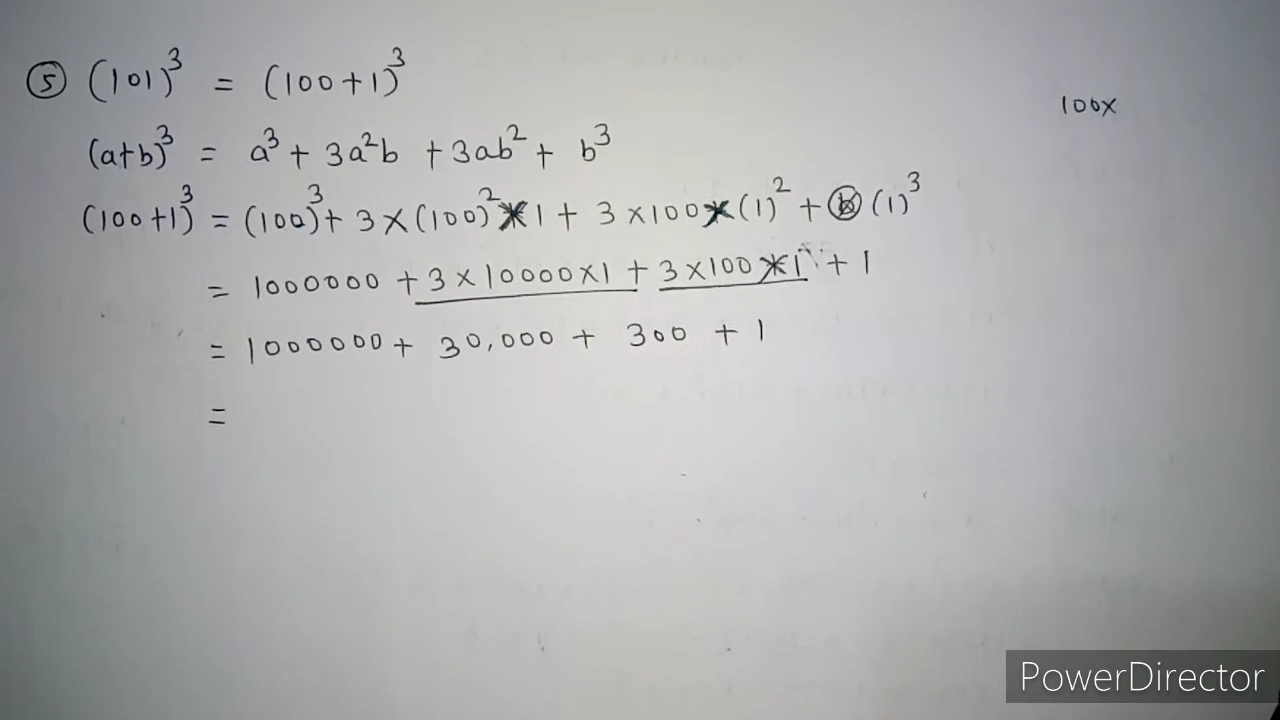 ⑤ (101)³ = (100+1)³
100×
(a+b)³ = a³ + 3a²b + 3ab² + b³
(100+1)³ = (100)³ + 3×(100)²×1 + 3×100×(1)² + (1)³
= 1000000 + 3×10000×1 + 3×100×1 + 1
= 1000000 + 30,000 + 300 + 1
=
PowerDirector